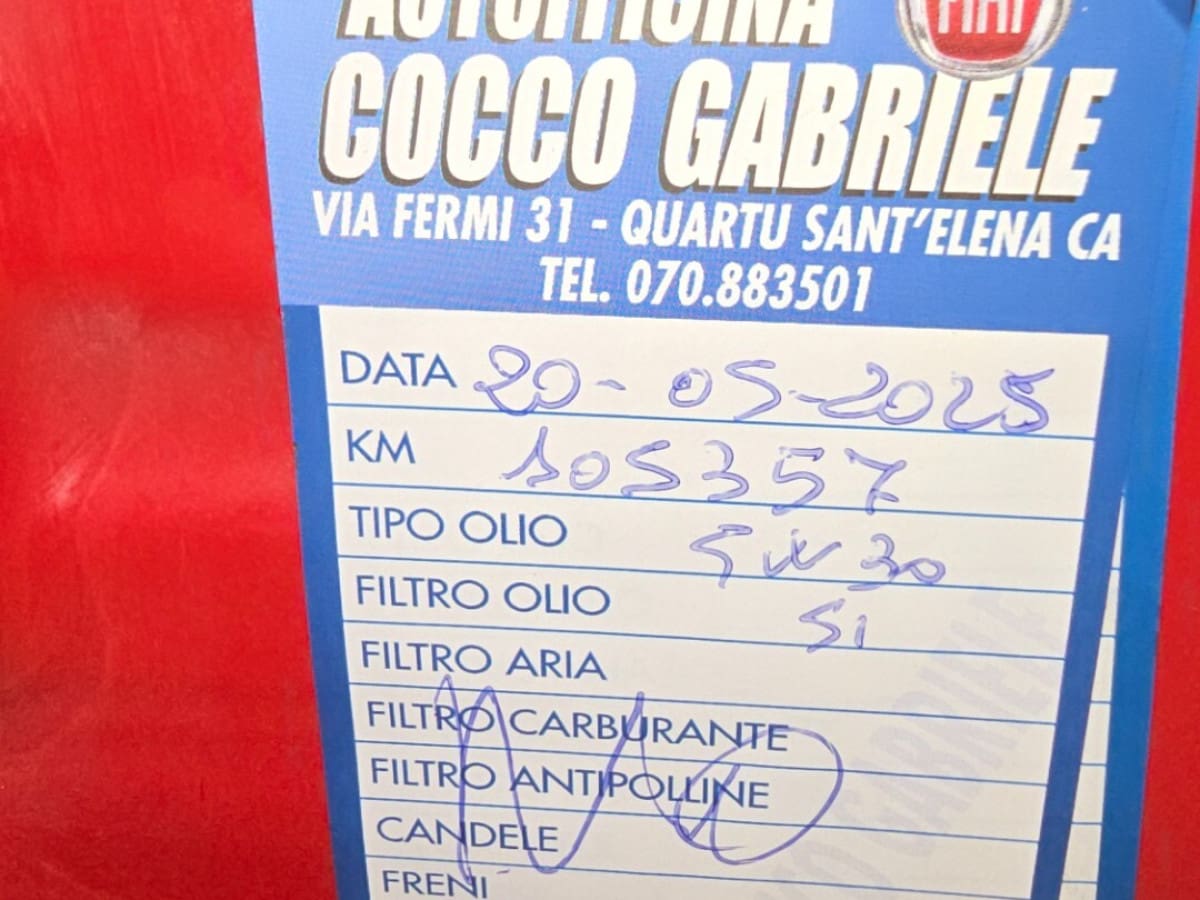 AUTOFFICINA
FIAT
COCCO GABRIELE
VIA FERMI 31 - QUARTU SANT'ELENA CA
TEL. 070.883501
DATA 20-05-2025
KM 105357
TIPO OLIO 5W30
FILTRO OLIO SI
FILTRO ARIA
FILTRO CARBURANTE
FILTRO ANTIPOLLINE
NO
CANDELE
FRENI